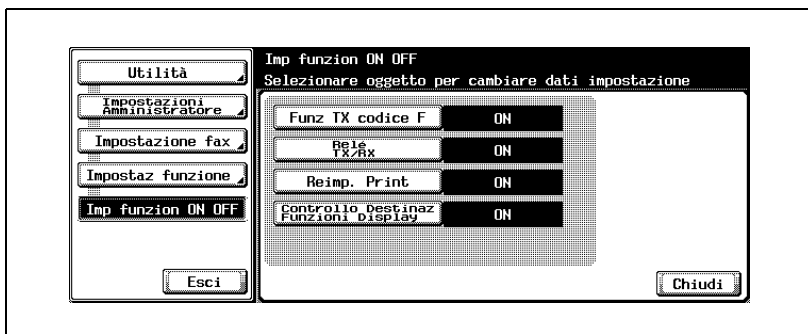 Utilità
Impostazioni
Amministratore
Impostazione fax
Impostaz funzione
Imp funzion ON OFF
Esci
Imp funzion ON OFF
Selezionare oggetto per cambiare dati impostazione
Funz TX codice F ON
Relé
TX/RX ON
Reimp. Print ON
Controllo Destinaz
Funzioni Display ON
Chiudi